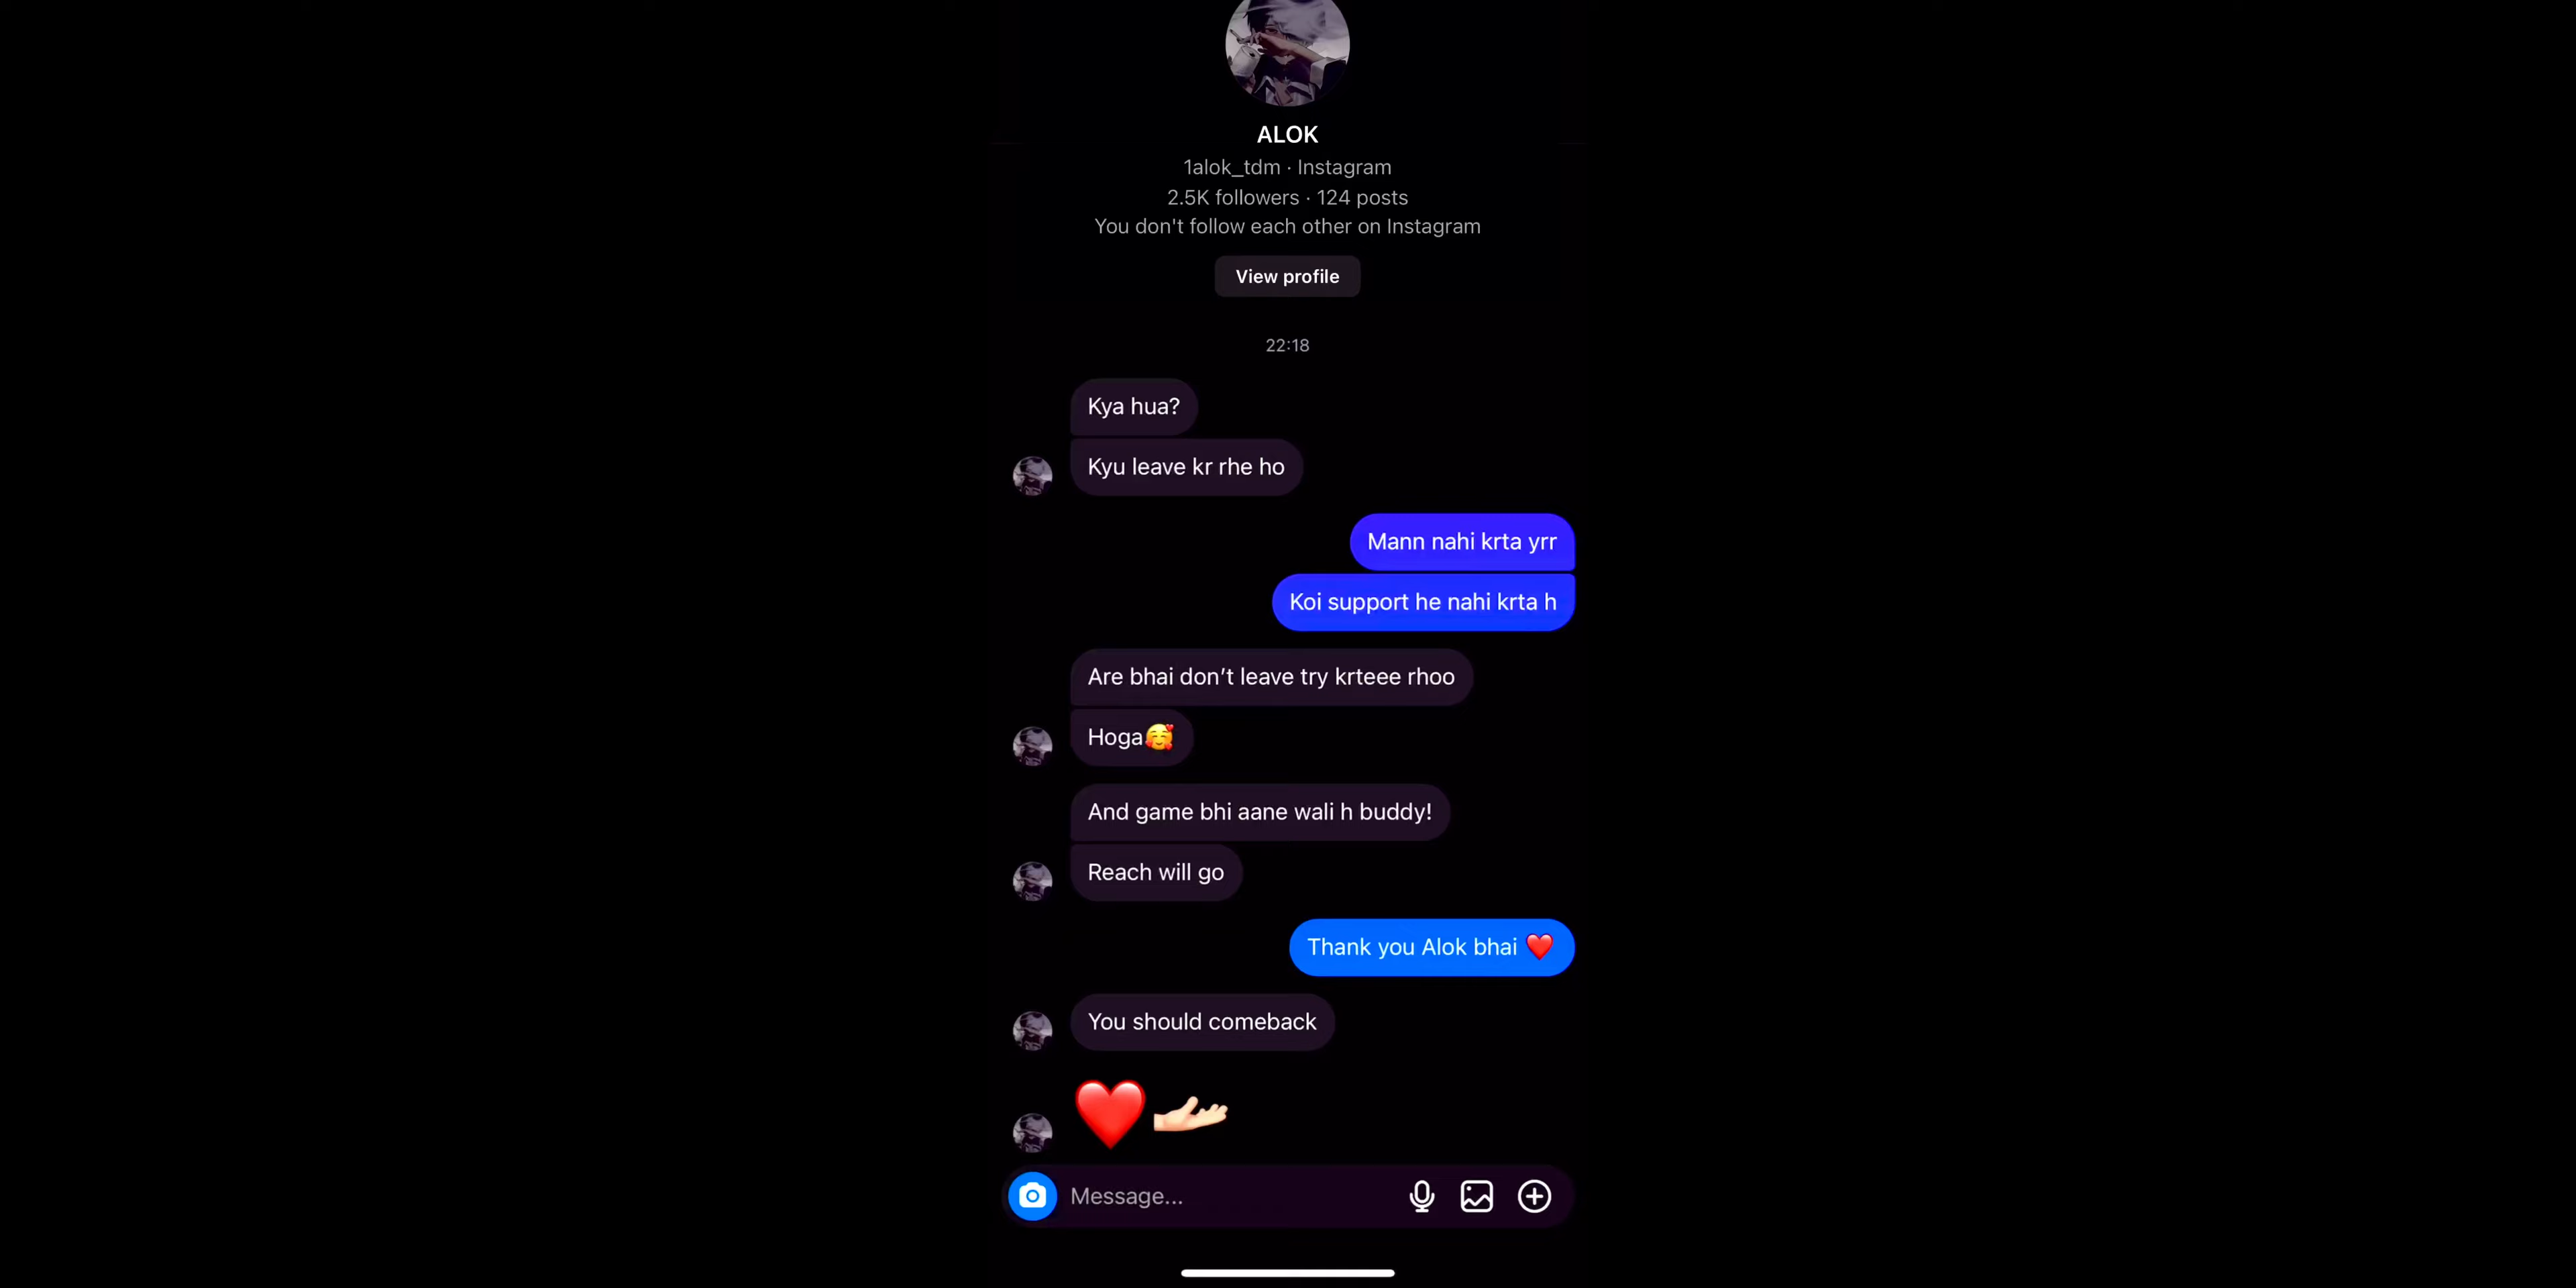 ALOK
1alok_tdm · Instagram
2.5K followers · 124 posts
You don't follow each other on Instagram
View profile
22:18
Kya hua?
Kyu leave kr rhe ho
Mann nahi krta yrr
Koi support he nahi krta h
Are bhai don’t leave try krteee rhoo
Hoga🥰
And game bhi aane wali h buddy!
Reach will go
Thank you Alok bhai ❤️
You should comeback
❤️🫴🏻
Message...